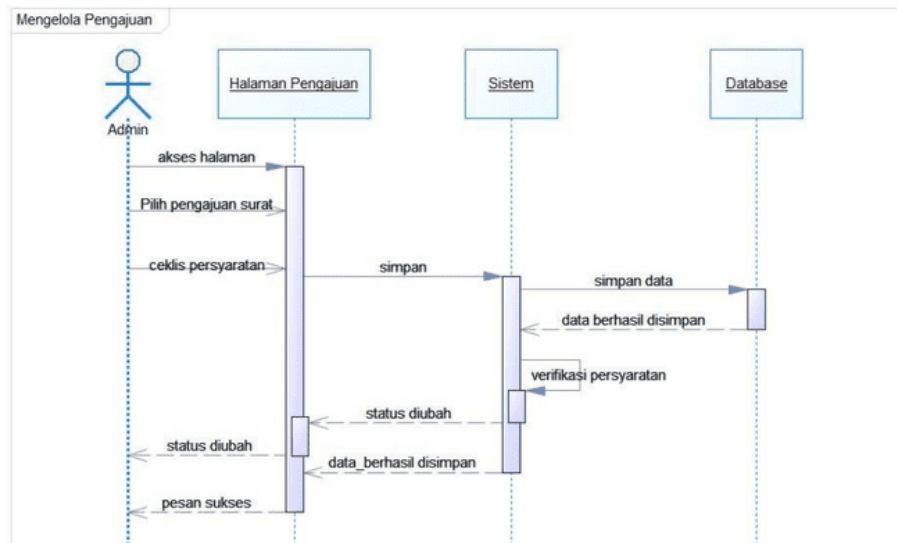 Mengelola Pengajuan
Halaman Pengajuan
Sistem
Database
Admin
akses halaman
Pilih pengajuan surat
ceklis persyaratan
simpan
simpan data
data berhasil disimpan
verifikasi persyaratan
status diubah
status diubah
data_berhasil disimpan
pesan sukses